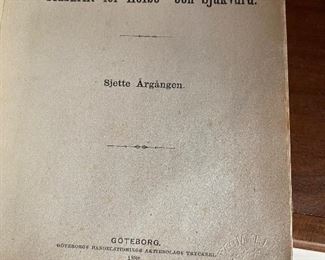 för Helso- och Sjukvård.
Sjette Årgången.
GÖTEBORG.
GÖTEBORGS HANDELSTIDNINGS AKTIEBOLAGS TRYCKERI.